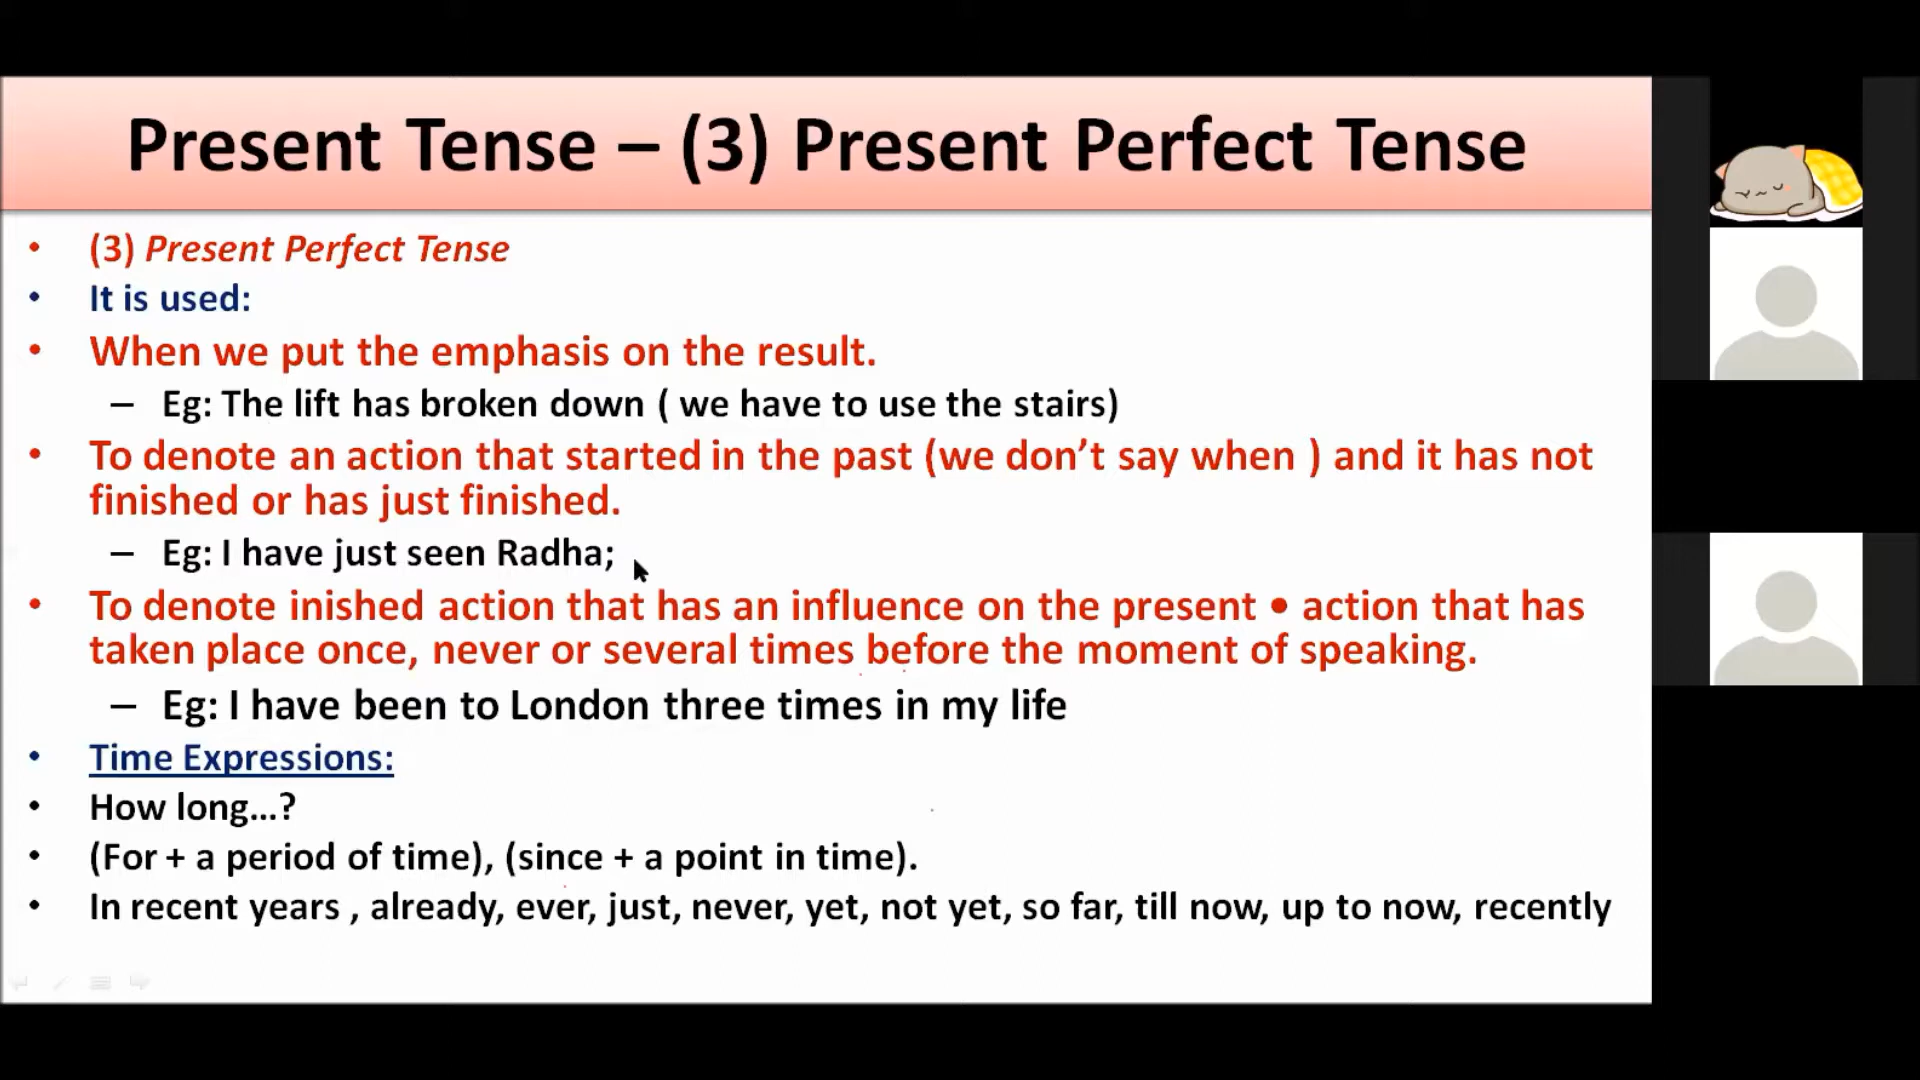 Present Tense – (3) Present Perfect Tense
• (3) Present Perfect Tense
• It is used:
• When we put the emphasis on the result.
– Eg: The lift has broken down ( we have to use the stairs)
• To denote an action that started in the past (we don’t say when ) and it has not
finished or has just finished.
– Eg: I have just seen Radha;
• To denote inished action that has an influence on the present • action that has
taken place once, never or several times before the moment of speaking.
– Eg: I have been to London three times in my life
• Time Expressions:
• How long...?
• (For + a period of time), (since + a point in time).
• In recent years , already, ever, just, never, yet, not yet, so far, till now, up to now, recently